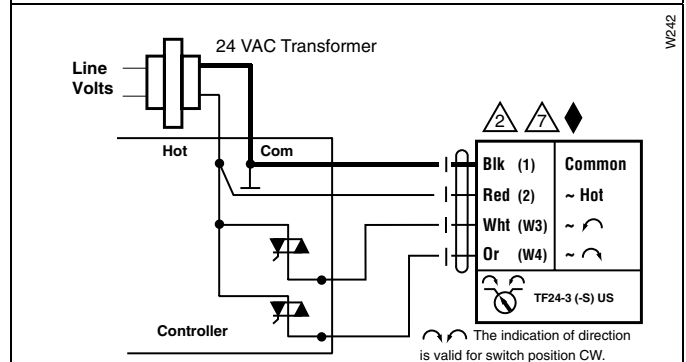 W242
24 VAC Transformer
Line
Volts
2
7
Hot
Com
Blk (1) Common
Red (2) ~ Hot
Wht (W3) ~
Or (W4) ~
TF24-3 (-S) US
Controller
The indication of direction
is valid for switch position CW.